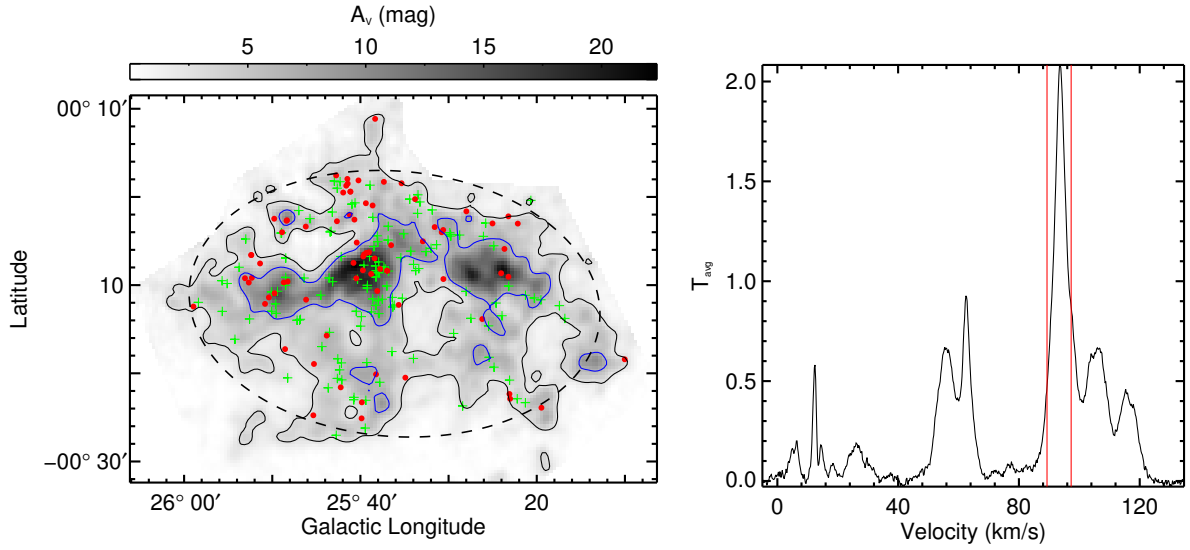 A_v (mag)
5 10 15 20
00° 10′
10
−00° 30′
Latitude
26° 00′ 25° 40′ 20
Galactic Longitude
2.0
1.5
1.0
0.5
0.0
T_avg
0 40 80 120
Velocity (km/s)